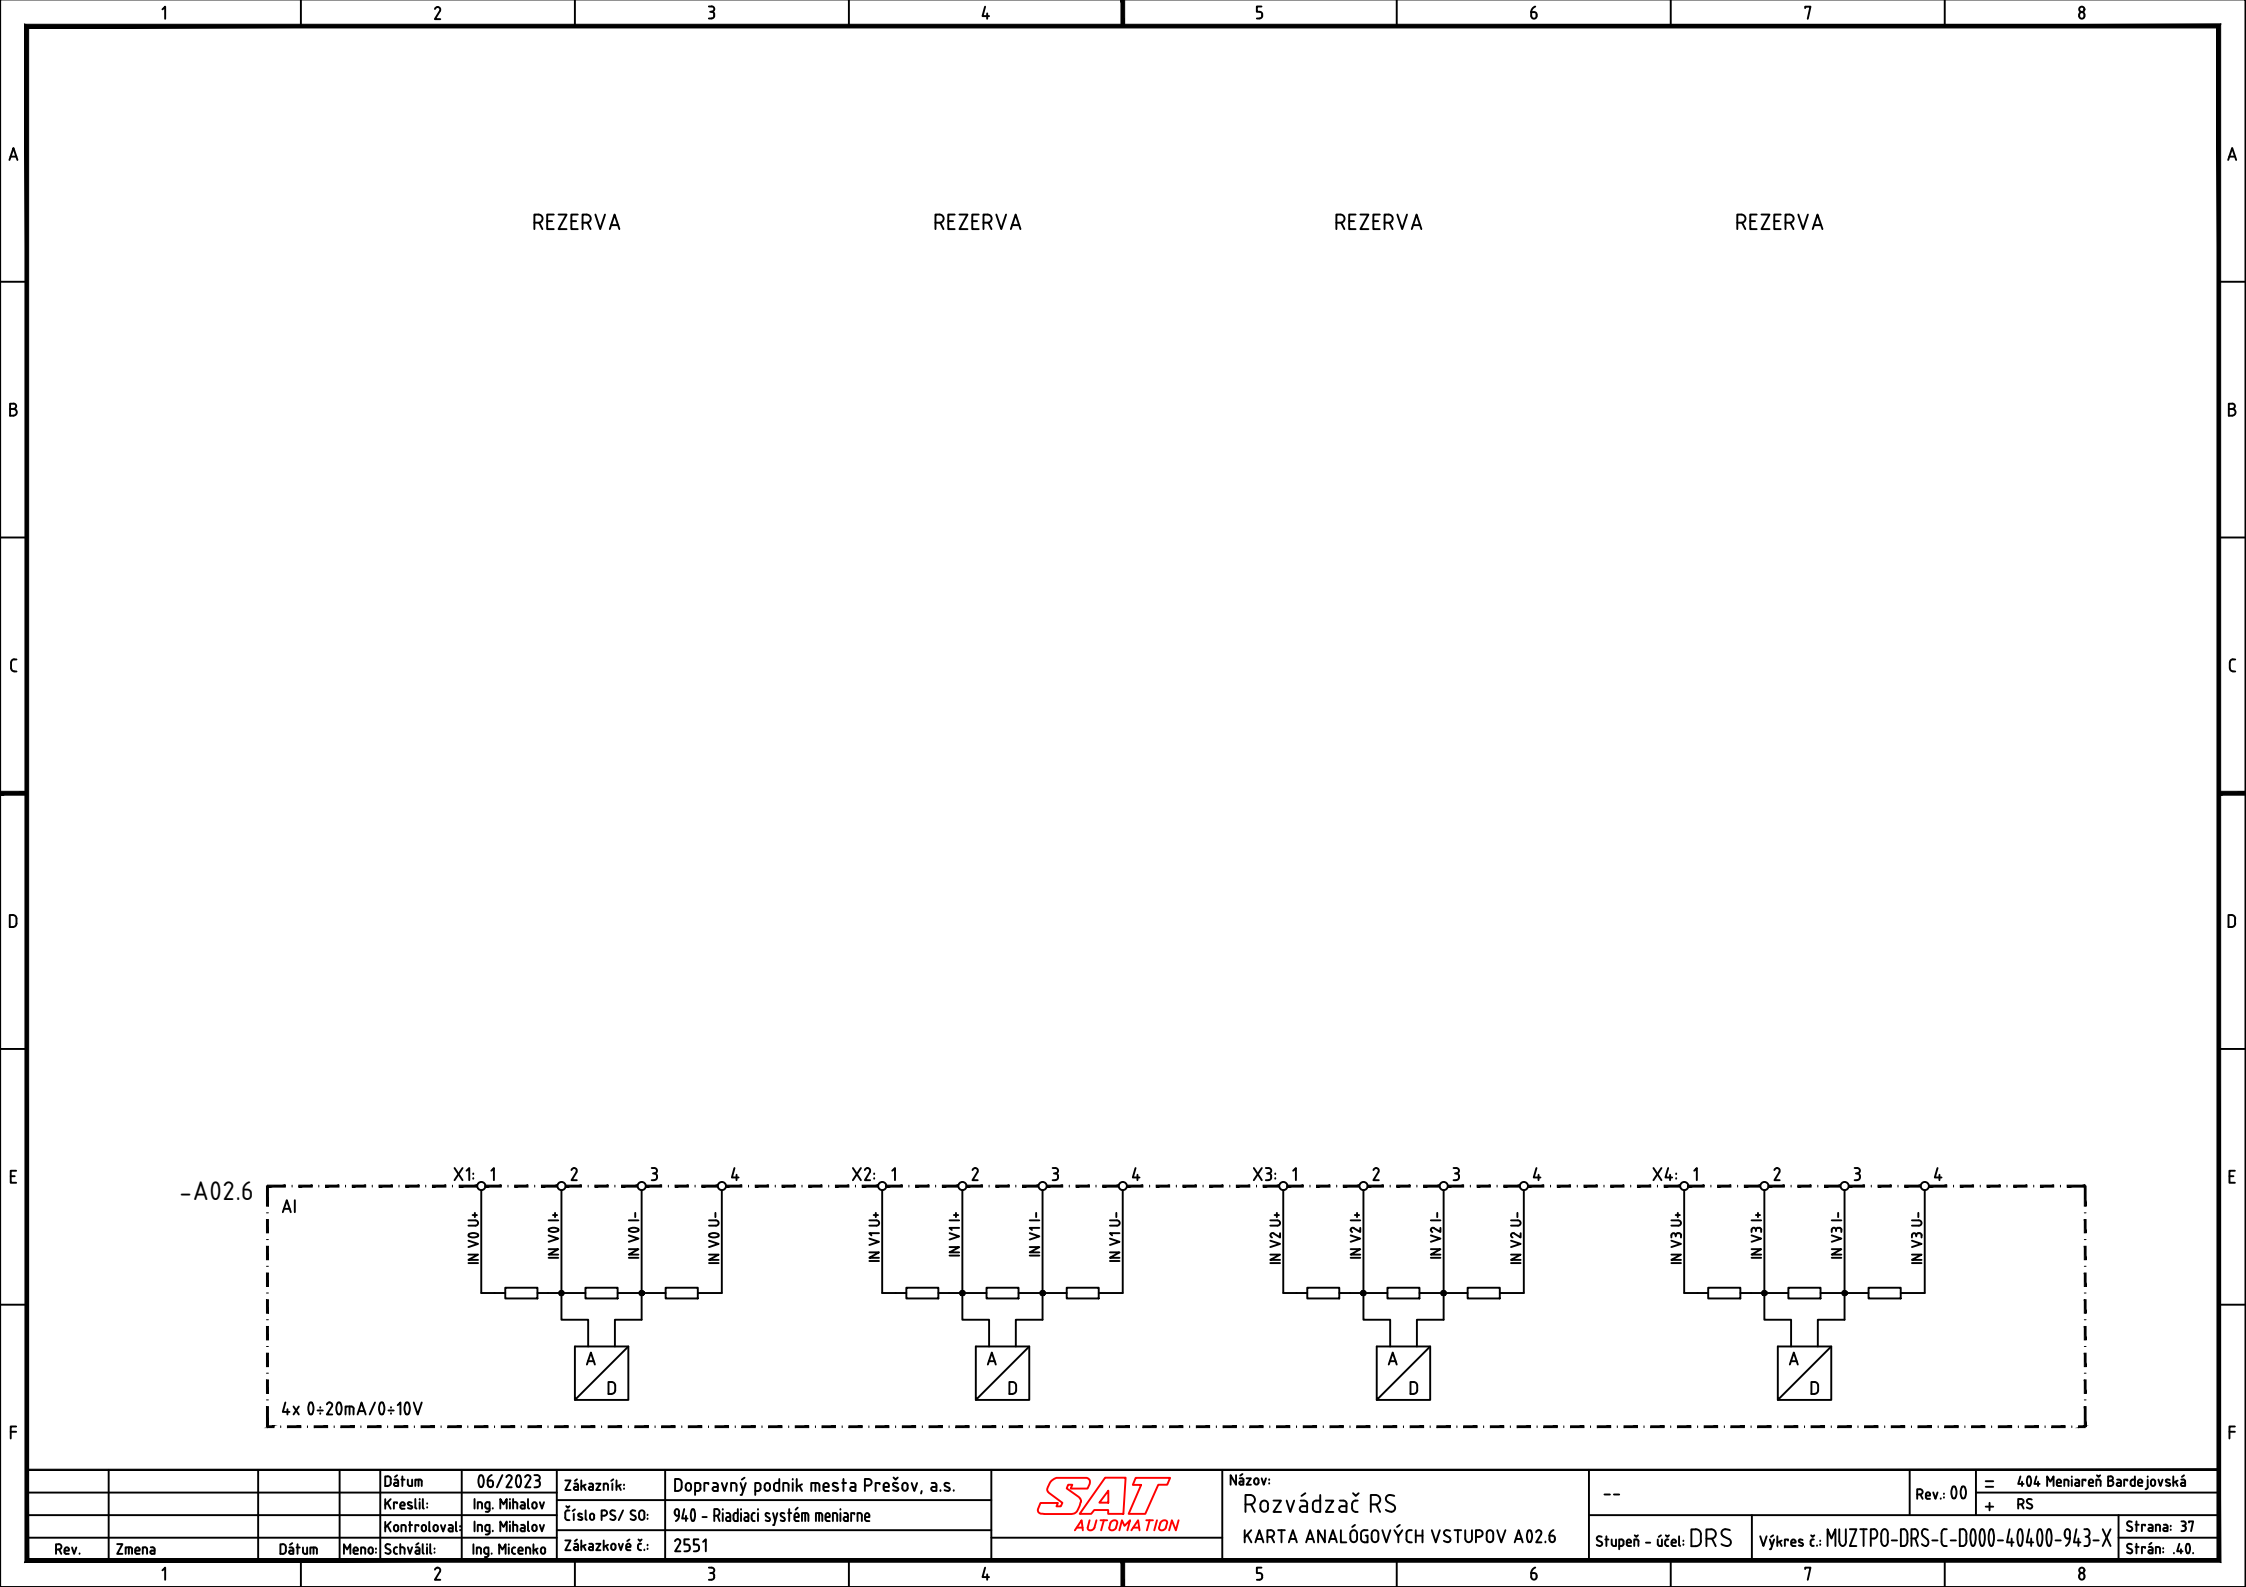 1 2 3 4 5 6 7 8
A A
REZERVA REZERVA REZERVA REZERVA
B B
C C
D D
E E
-A02.6
AI
X1: 1 2 3 4 X2: 1 2 3 4 X3: 1 2 3 4 X4: 1 2 3 4
IN V0 U+ IN V0 I+ IN V0 I- IN V0 U- IN V1 U+ IN V1 I+ IN V1 I- IN V1 U- IN V2 U+ IN V2 I+ IN V2 I- IN V2 U- IN V3 U+ IN V3 I+ IN V3 I- IN V3 U-
A D A D A D A D
4x 0÷20mA/0÷10V
F F
Rev. Zmena Dátum Meno:
Dátum 06/2023
Kreslil: Ing. Mihalov
Kontroloval: Ing. Mihalov
Schválil: Ing. Micenko
Zákazník: Dopravný podnik mesta Prešov, a.s.
Číslo PS/ SO: 940 - Riadiaci systém meniarne
Zákazkové č.: 2551
SAT
AUTOMATION
Názov:
Rozvádzač RS
KARTA ANALÓGOVÝCH VSTUPOV A02.6
--
Rev.: 00
= 404 Meniareň Bardejovská
+ RS
Stupeň - účel: DRS
Výkres č.: MUZTPO-DRS-C-D000-40400-943-X
Strana: 37
Strán: .40.
1 2 3 4 5 6 7 8